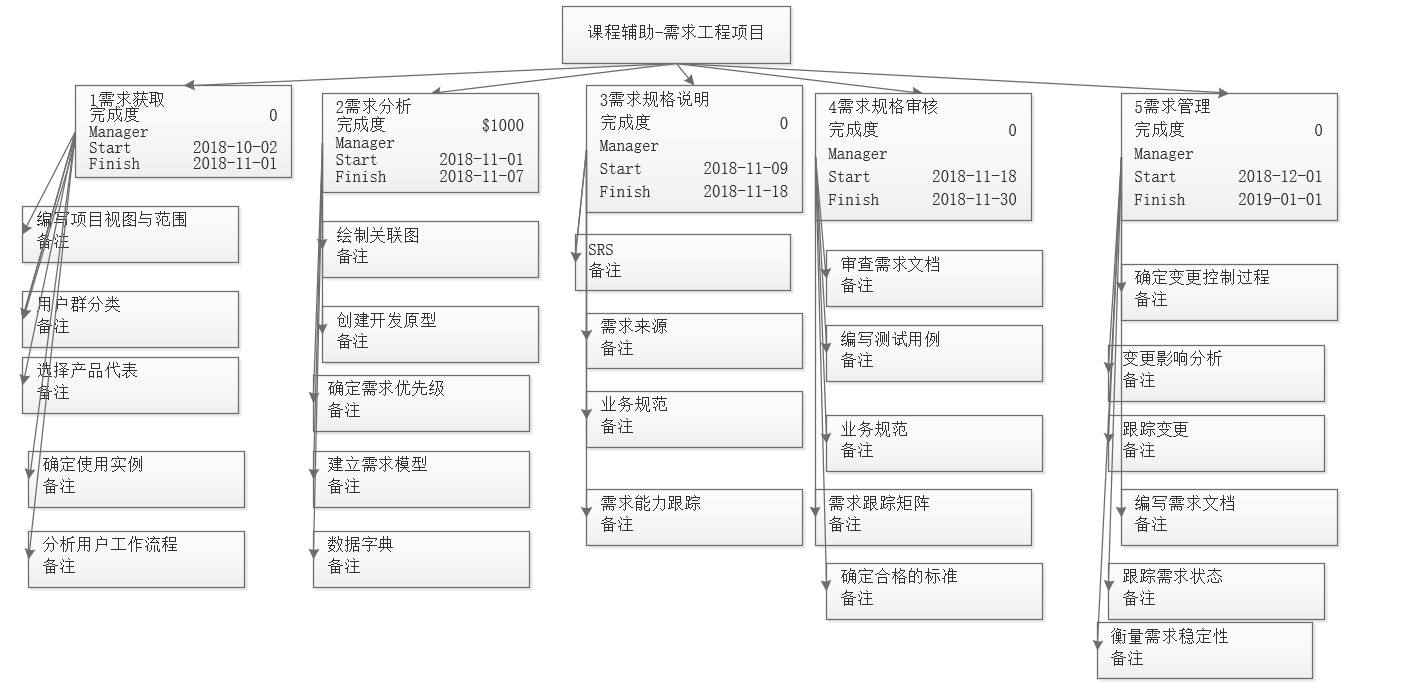 课程辅助-需求工程项目
1需求获取
完成度 0
Manager
Start 2018-10-02
Finish 2018-11-01
编写项目视图与范围
备注
用户群分类
备注
选择产品代表
备注
确定使用实例
备注
分析用户工作流程
备注
2需求分析
完成度 $1000
Manager
Start 2018-11-01
Finish 2018-11-07
绘制关联图
备注
创建开发原型
备注
确定需求优先级
备注
建立需求模型
备注
数据字典
备注
3需求规格说明
完成度 0
Manager
Start 2018-11-09
Finish 2018-11-18
SRS
备注
需求来源
备注
业务规范
备注
需求能力跟踪
备注
4需求规格审核
完成度 0
Manager
Start 2018-11-18
Finish 2018-11-30
审查需求文档
备注
编写测试用例
备注
业务规范
备注
需求跟踪矩阵
备注
确定合格的标准
备注
5需求管理
完成度 0
Manager
Start 2018-12-01
Finish 2019-01-01
确定变更控制过程
备注
变更影响分析
备注
跟踪变更
备注
编写需求文档
备注
跟踪需求状态
备注
衡量需求稳定性
备注